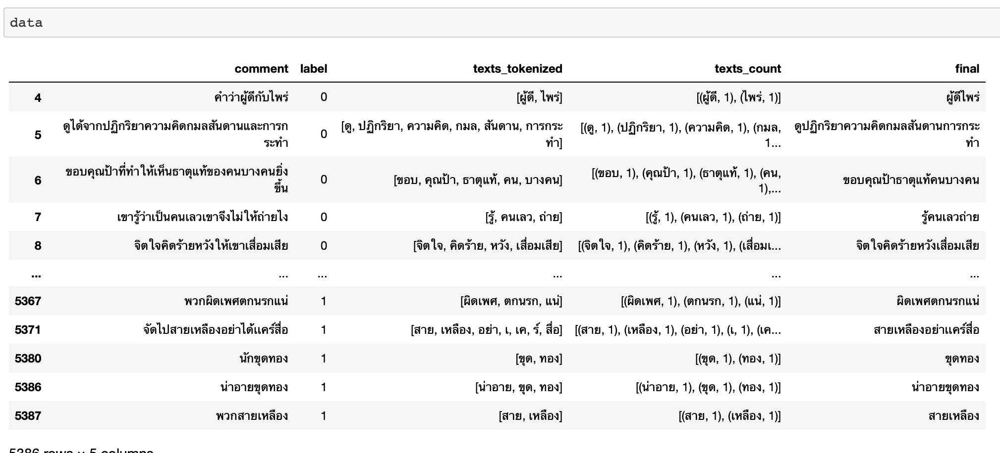 data
comment label texts_tokenized texts_count final
4 คำว่าผู้ดีกับไพร่ 0 [ผู้ดี, ไพร่] [(ผู้ดี, 1), (ไพร่, 1)] ผู้ดีไพร่
5 ดูได้จากปฏิกริยาความคิดกมลสันดานและการก 0 [ดู, ปฏิกริยา, ความคิด, กมล, สันดาน, การกระ [(ดู, 1), (ปฏิกริยา, 1), (ความคิด, 1), (กมล, ดูปฏิกริยาความคิดกมลสันดานการกระ
ระทำ ทำ] 1... ทำ
6 ขอบคุณป้าที่ทำให้เห็นธาตุแท้ของคนบางคนยิ่ง 0 [ขอบ, คุณป้า, ธาตุแท้, คน, บางคน] [(ขอบ, 1), (คุณป้า, 1), (ธาตุแท้, 1), (คน, ขอบคุณป้าธาตุแท้คนบางคน
ขึ้น 1),...
7 เขารู้ว่าเป็นคนเลวเขาจึงไม่ให้ถ่ายไง 0 [รู้, คนเลว, ถ่าย] [(รู้, 1), (คนเลว, 1), (ถ่าย, 1)] รู้คนเลวถ่าย
8 จิตใจคิดร้ายหวังให้เขาเสื่อมเสีย 0 [จิตใจ, คิดร้าย, หวัง, เสื่อมเสีย] [(จิตใจ, 1), (คิดร้าย, 1), (หวัง, 1), (เสื่อมเ... จิตใจคิดร้ายหวังเสื่อมเสีย
... ... ... ... ... ...
5367 พวกผิดเพศตกนรกแน่ 1 [ผิดเพศ, ตกนรก, แน่] [(ผิดเพศ, 1), (ตกนรก, 1), (แน่, 1)] ผิดเพศตกนรกแน่
5371 จัดไปสายเหลืองอย่าได้เเคร์สื่อ 1 [สาย, เหลือง, อย่า, เ, เค, ร์, สื่อ] [(สาย, 1), (เหลือง, 1), (อย่า, 1), (เ, 1), (เค... สายเหลืองอย่าเเคร์สื่อ
5380 นักขุดทอง 1 [ขุด, ทอง] [(ขุด, 1), (ทอง, 1)] ขุดทอง
5386 น่าอายขุดทอง 1 [น่าอาย, ขุด, ทอง] [(น่าอาย, 1), (ขุด, 1), (ทอง, 1)] น่าอายขุดทอง
5387 พวกสายเหลือง 1 [สาย, เหลือง] [(สาย, 1), (เหลือง, 1)] สายเหลือง
5386 rows × 5 columns